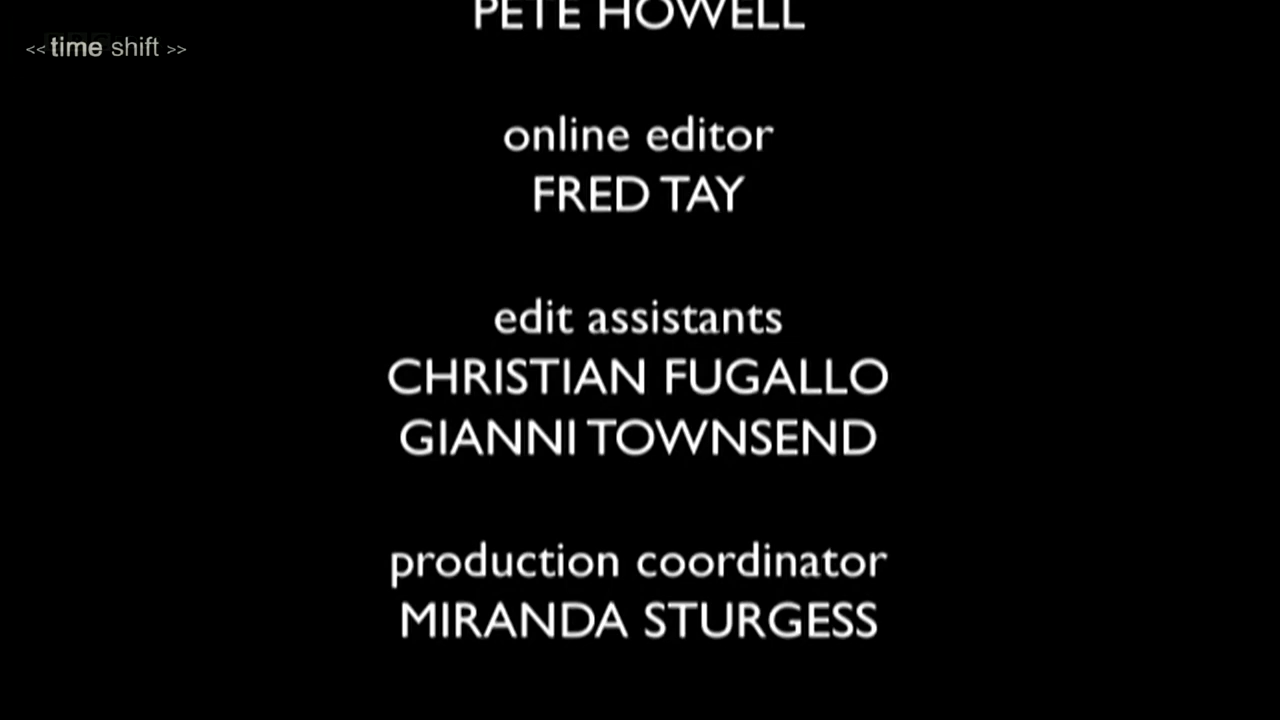 PETE HOWELL
<< time shift >>
online editor
FRED TAY
edit assistants
CHRISTIAN FUGALLO
GIANNI TOWNSEND
production coordinator
MIRANDA STURGESS